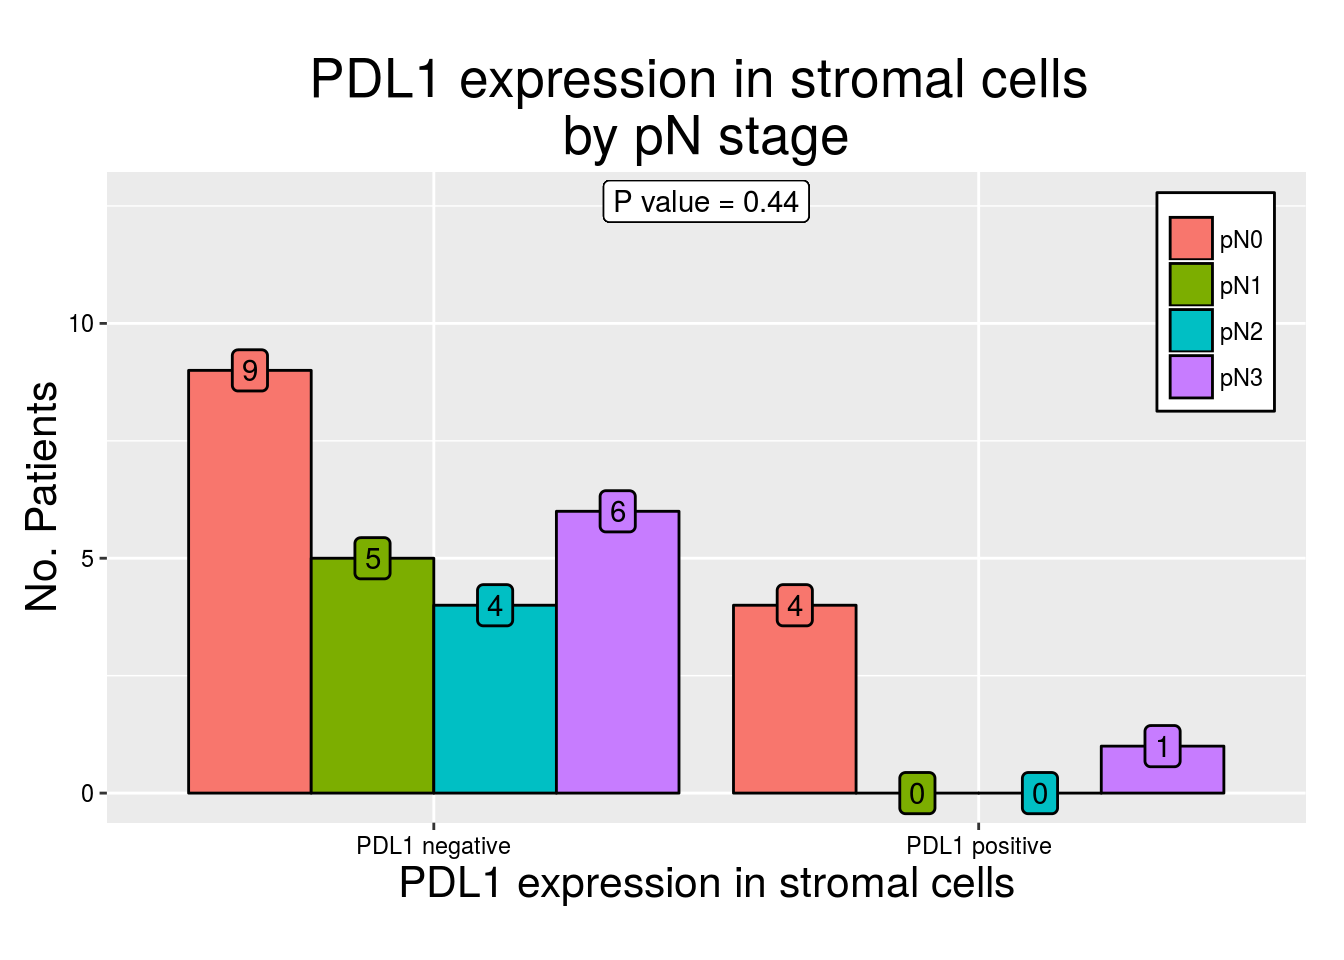 PDL1 expression in stromal cells
by pN stage
P value = 0.44
pN0
pN1
pN2
pN3
No. Patients
10
5
0
9
5
4
6
4
0
0
1
PDL1 negative
PDL1 positive
PDL1 expression in stromal cells